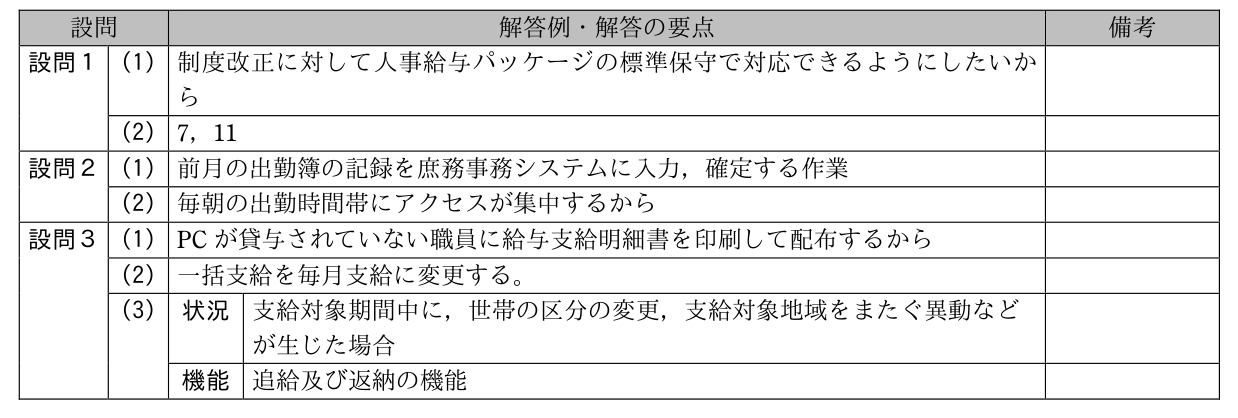 設問 解答例・解答の要点 備考
設問1 (1) 制度改正に対して人事給与パッケージの標準保守で対応できるようにしたいか
ら
(2) 7，11
設問2 (1) 前月の出勤簿の記録を庶務事務システムに入力，確定する作業
(2) 毎朝の出勤時間帯にアクセスが集中するから
設問3 (1) PC が貸与されていない職員に給与支給明細書を印刷して配布するから
(2) 一括支給を毎月支給に変更する。
(3) 状況 支給対象期間中に，世帯の区分の変更，支給対象地域をまたぐ異動など
が生じた場合
機能 追給及び返納の機能